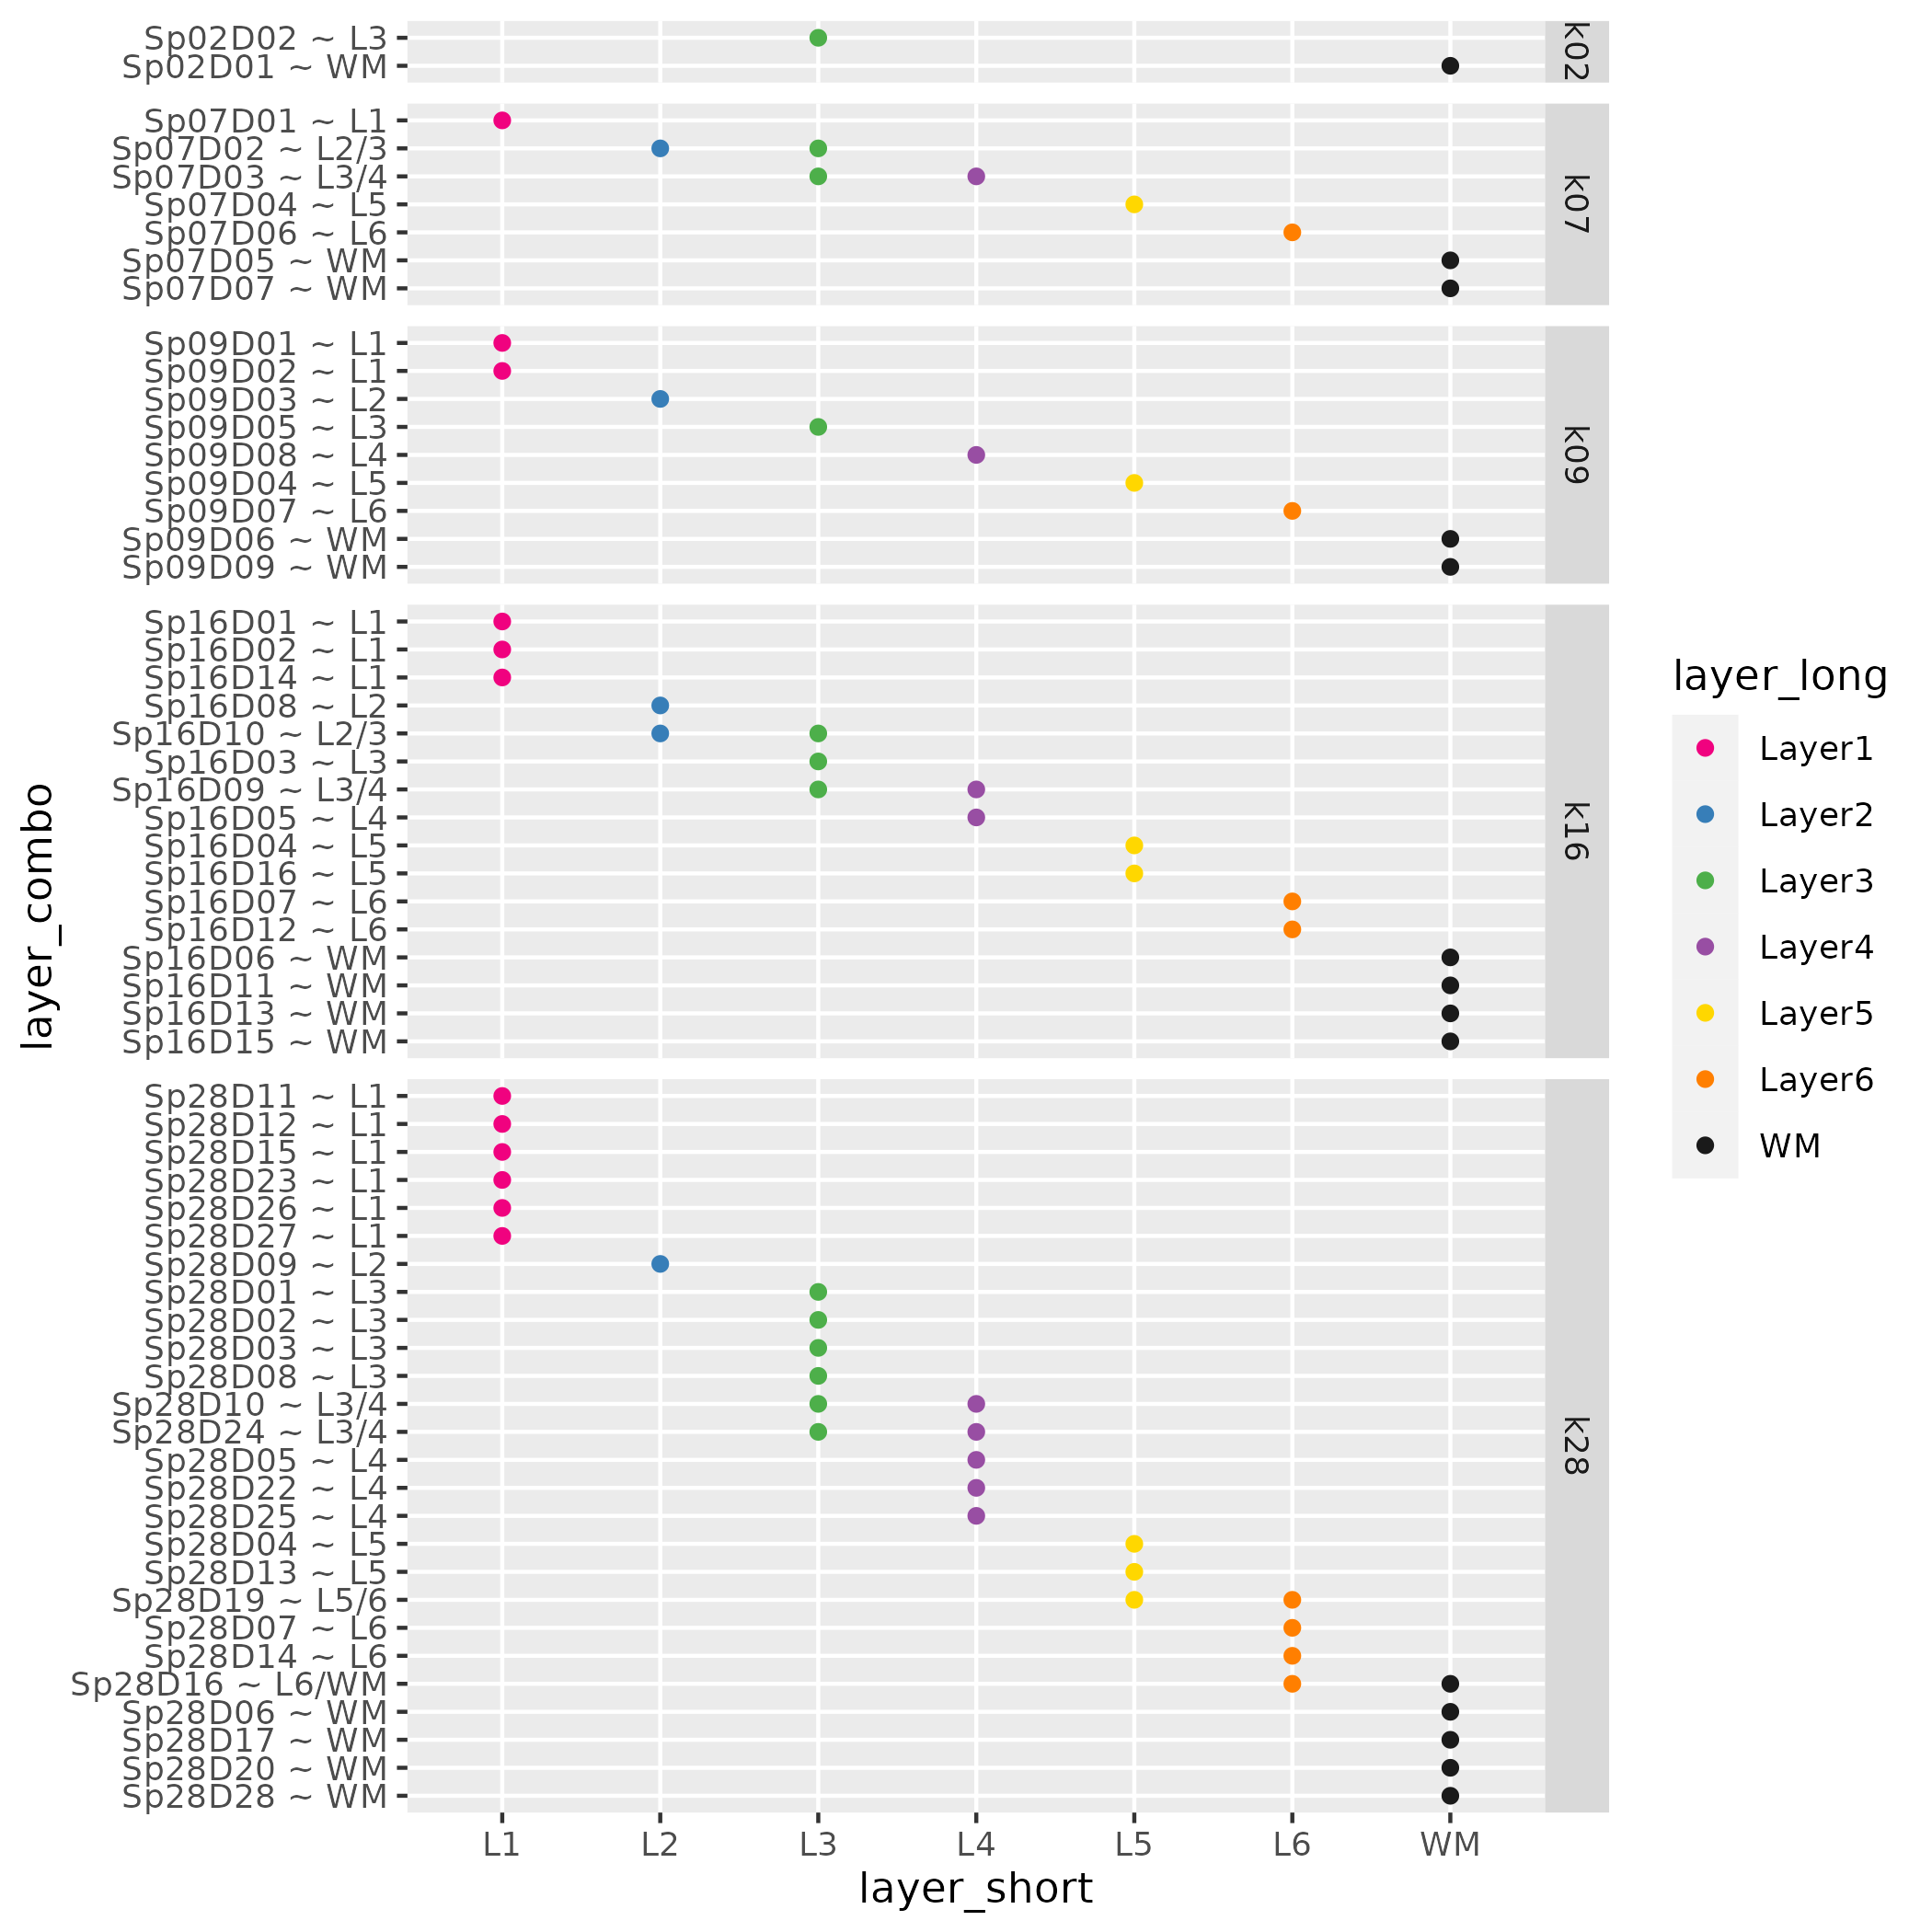 Sp02D02 ~ L3
Sp02D01 ~ WM
k02
Sp07D01 ~ L1
Sp07D02 ~ L2/3
Sp07D03 ~ L3/4
Sp07D04 ~ L5
Sp07D06 ~ L6
Sp07D05 ~ WM
Sp07D07 ~ WM
k07
Sp09D01 ~ L1
Sp09D02 ~ L1
Sp09D03 ~ L2
Sp09D05 ~ L3
Sp09D08 ~ L4
Sp09D04 ~ L5
Sp09D07 ~ L6
Sp09D06 ~ WM
Sp09D09 ~ WM
k09
Sp16D01 ~ L1
Sp16D02 ~ L1
Sp16D14 ~ L1
Sp16D08 ~ L2
Sp16D10 ~ L2/3
Sp16D03 ~ L3
Sp16D09 ~ L3/4
Sp16D05 ~ L4
Sp16D04 ~ L5
Sp16D16 ~ L5
Sp16D07 ~ L6
Sp16D12 ~ L6
Sp16D06 ~ WM
Sp16D11 ~ WM
Sp16D13 ~ WM
Sp16D15 ~ WM
k16
Sp28D11 ~ L1
Sp28D12 ~ L1
Sp28D15 ~ L1
Sp28D23 ~ L1
Sp28D26 ~ L1
Sp28D27 ~ L1
Sp28D09 ~ L2
Sp28D01 ~ L3
Sp28D02 ~ L3
Sp28D03 ~ L3
Sp28D08 ~ L3
Sp28D10 ~ L3/4
Sp28D24 ~ L3/4
Sp28D05 ~ L4
Sp28D22 ~ L4
Sp28D25 ~ L4
Sp28D04 ~ L5
Sp28D13 ~ L5
Sp28D19 ~ L5/6
Sp28D07 ~ L6
Sp28D14 ~ L6
Sp28D16 ~ L6/WM
Sp28D06 ~ WM
Sp28D17 ~ WM
Sp28D20 ~ WM
Sp28D28 ~ WM
k28
L1 L2 L3 L4 L5 L6 WM
layer_short
layer_combo
layer_long
Layer1
Layer2
Layer3
Layer4
Layer5
Layer6
WM